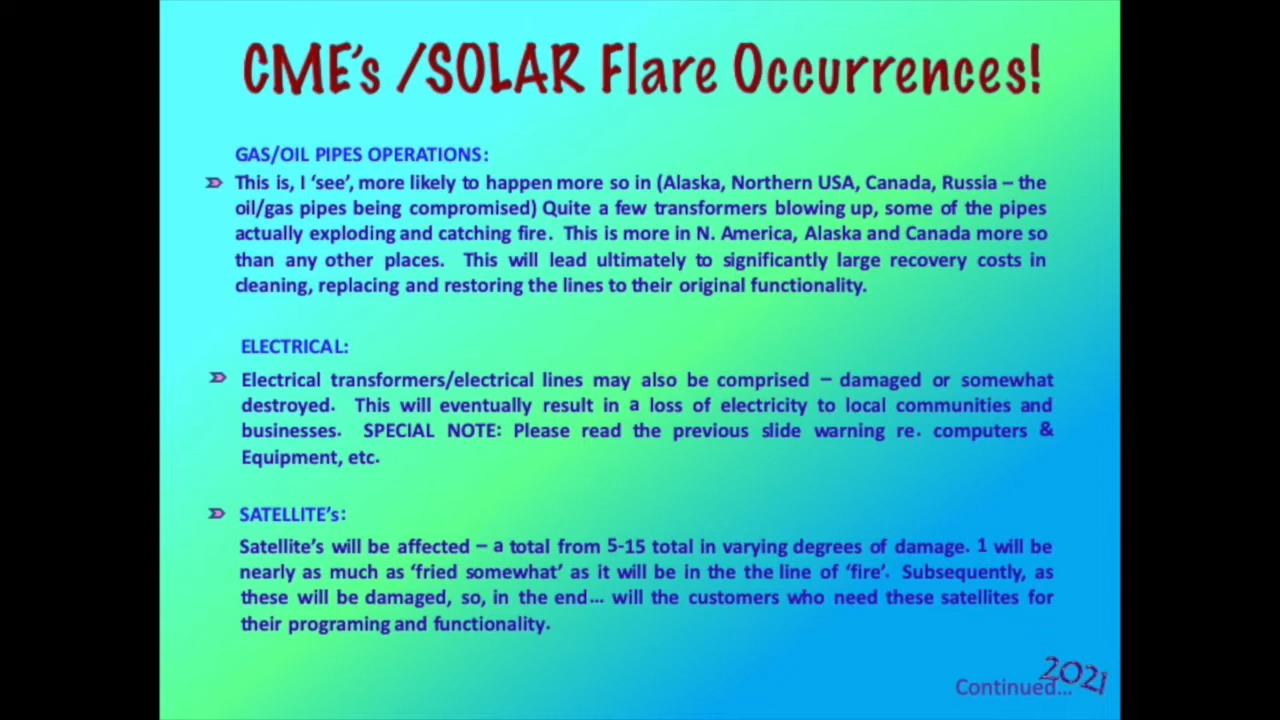 CME's /SOLAR Flare Occurrences!
GAS/OIL PIPES OPERATIONS:
This is, I 'see', more likely to happen more so in (Alaska, Northern USA, Canada, Russia – the
oil/gas pipes being compromised) Quite a few transformers blowing up, some of the pipes
actually exploding and catching fire. This is more in N. America, Alaska and Canada more so
than any other places. This will lead ultimately to significantly large recovery costs in
cleaning, replacing and restoring the lines to their original functionality.
ELECTRICAL:
Electrical transformers/electrical lines may also be comprised – damaged or somewhat
destroyed. This will eventually result in a loss of electricity to local communities and
businesses. SPECIAL NOTE: Please read the previous slide warning re. computers &
Equipment, etc.
SATELLITE's:
Satellite's will be affected – a total from 5-15 total in varying degrees of damage. 1 will be
nearly as much as 'fried somewhat' as it will be in the the line of 'fire'. Subsequently, as
these will be damaged, so, in the end... will the customers who need these satellites for
their programing and functionality.
Continued...
2021